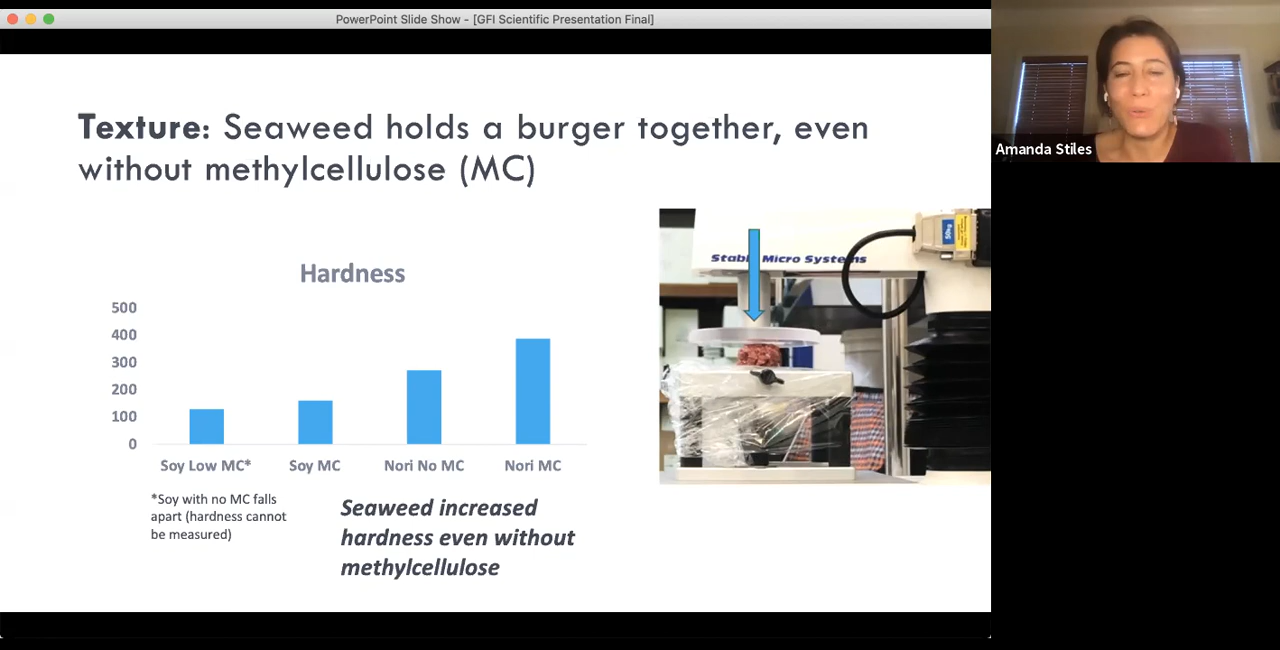 PowerPoint Slide Show - [GFI Scientific Presentation Final]
Amanda Stiles
Texture: Seaweed holds a burger together, even
without methylcellulose (MC)
Hardness
500
400
300
200
100
0
Soy Low MC*
Soy MC
Nori No MC
Nori MC
*Soy with no MC falls
apart (hardness cannot
be measured)
Seaweed increased
hardness even without
methylcellulose
Micro Systems
50kg